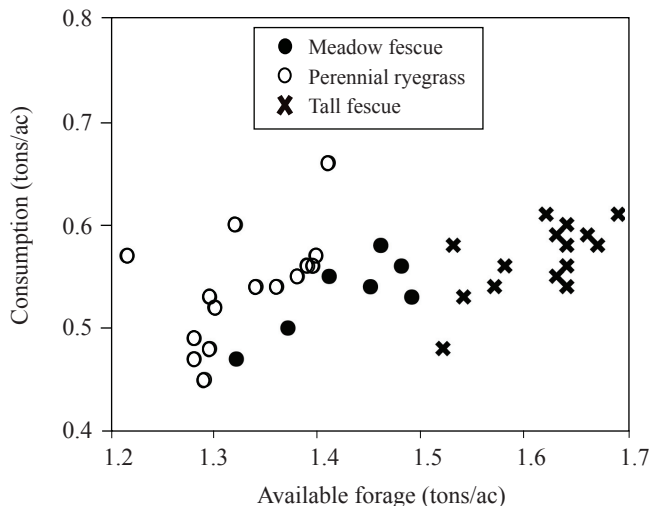 0.8
0.7
0.6
0.5
0.4
Consumption (tons/ac)
Meadow fescue
Perennial ryegrass
Tall fescue
1.2 1.3 1.4 1.5 1.6 1.7
Available forage (tons/ac)